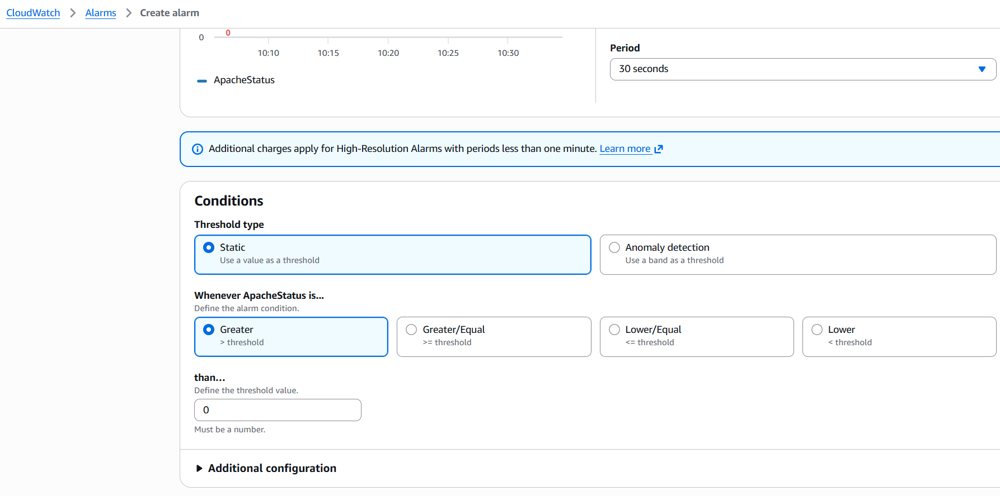 CloudWatch > Alarms > Create alarm
0
0
10:10 10:15 10:20 10:25 10:30
ApacheStatus
Period
30 seconds
Additional charges apply for High-Resolution Alarms with periods less than one minute. Learn more
Conditions
Threshold type
Static
Use a value as a threshold
Anomaly detection
Use a band as a threshold
Whenever ApacheStatus is...
Define the alarm condition.
Greater
> threshold
Greater/Equal
>= threshold
Lower/Equal
<= threshold
Lower
< threshold
than...
Define the threshold value.
0
Must be a number.
Additional configuration